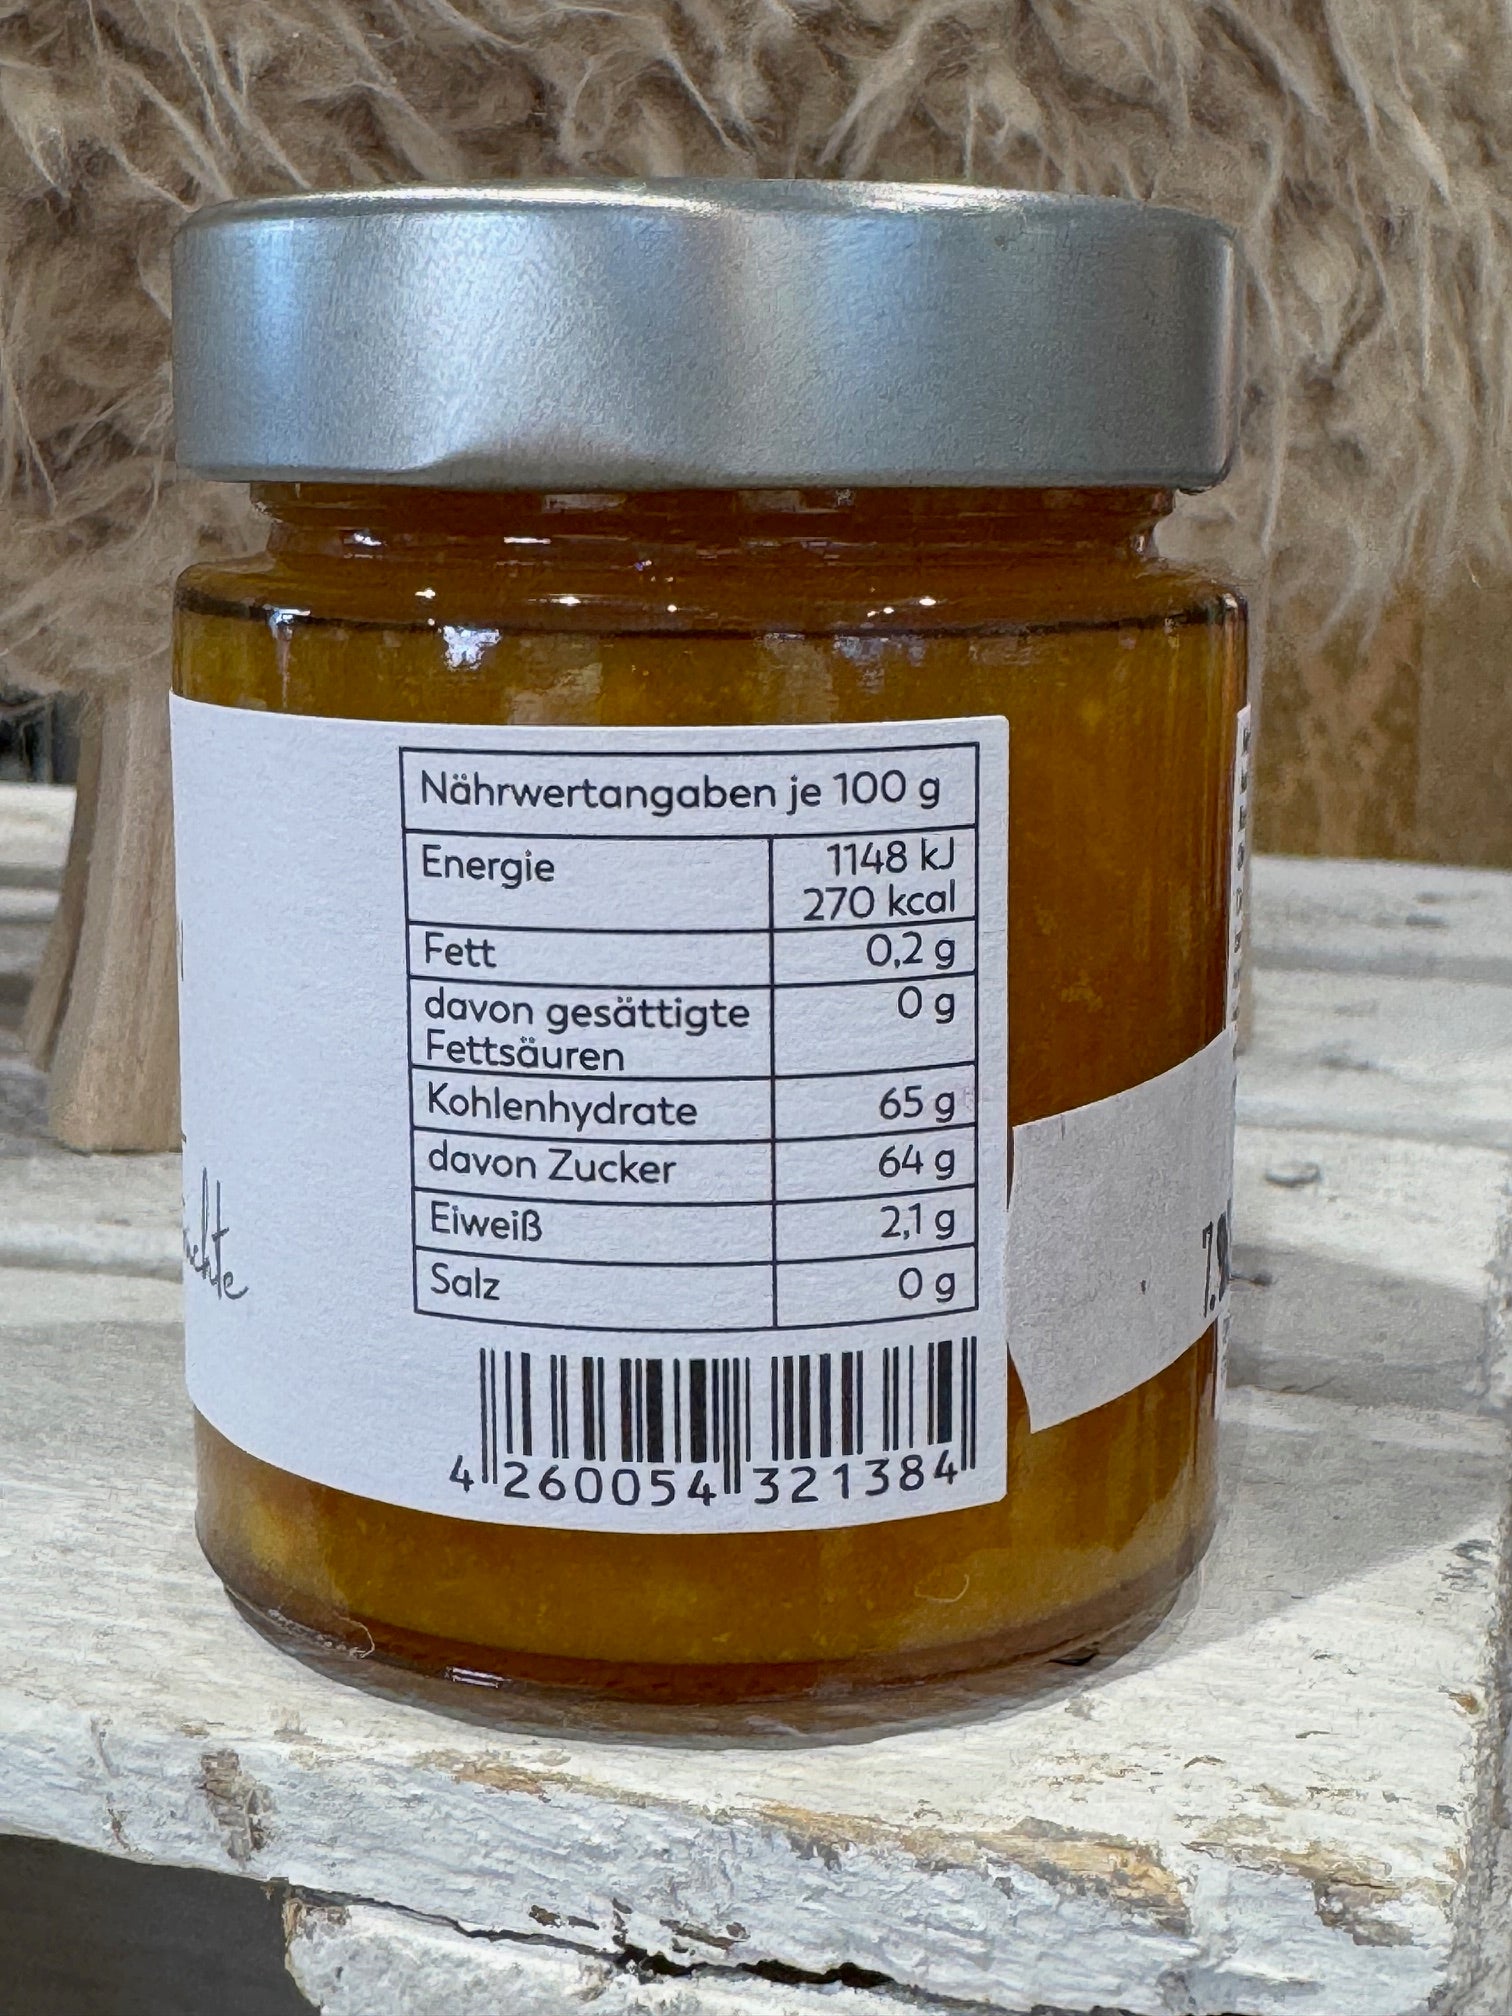 Nährwertangaben je 100 g
Energie 1148 kJ
270 kcal
Fett 0,2 g
davon gesättigte 0 g
Fettsäuren
Kohlenhydrate 65 g
davon Zucker 64 g
Eiweiß 2,1 g
Salz 0 g
4 260054 321384